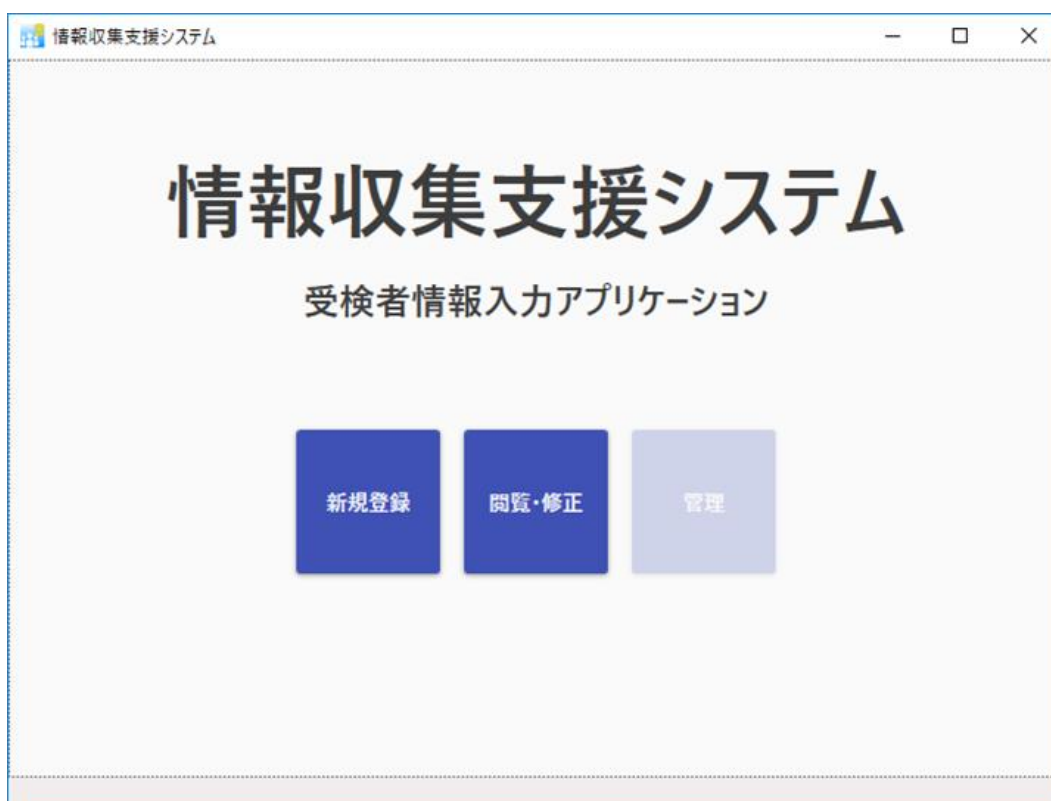 情報収集支援システム
情報収集支援システム
受検者情報入力アプリケーション
新規登録
閲覧・修正
管理